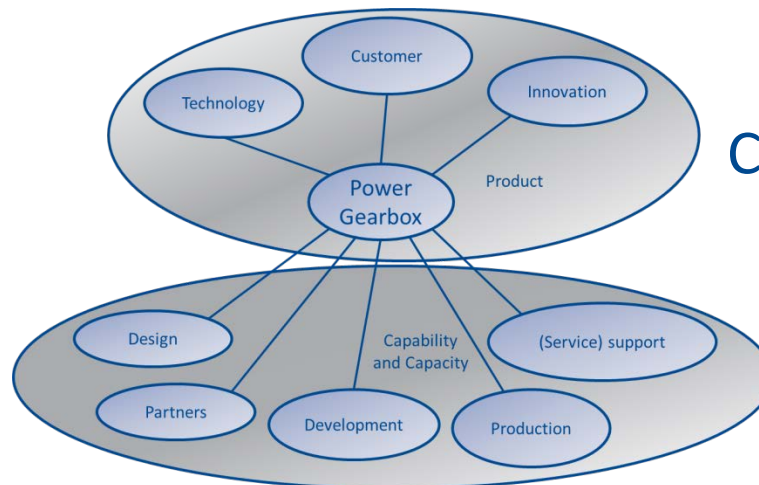 Customer
Technology
Innovation
C
Power
Gearbox
Product
Design
Capability
and Capacity
(Service) support
Partners
Development
Production